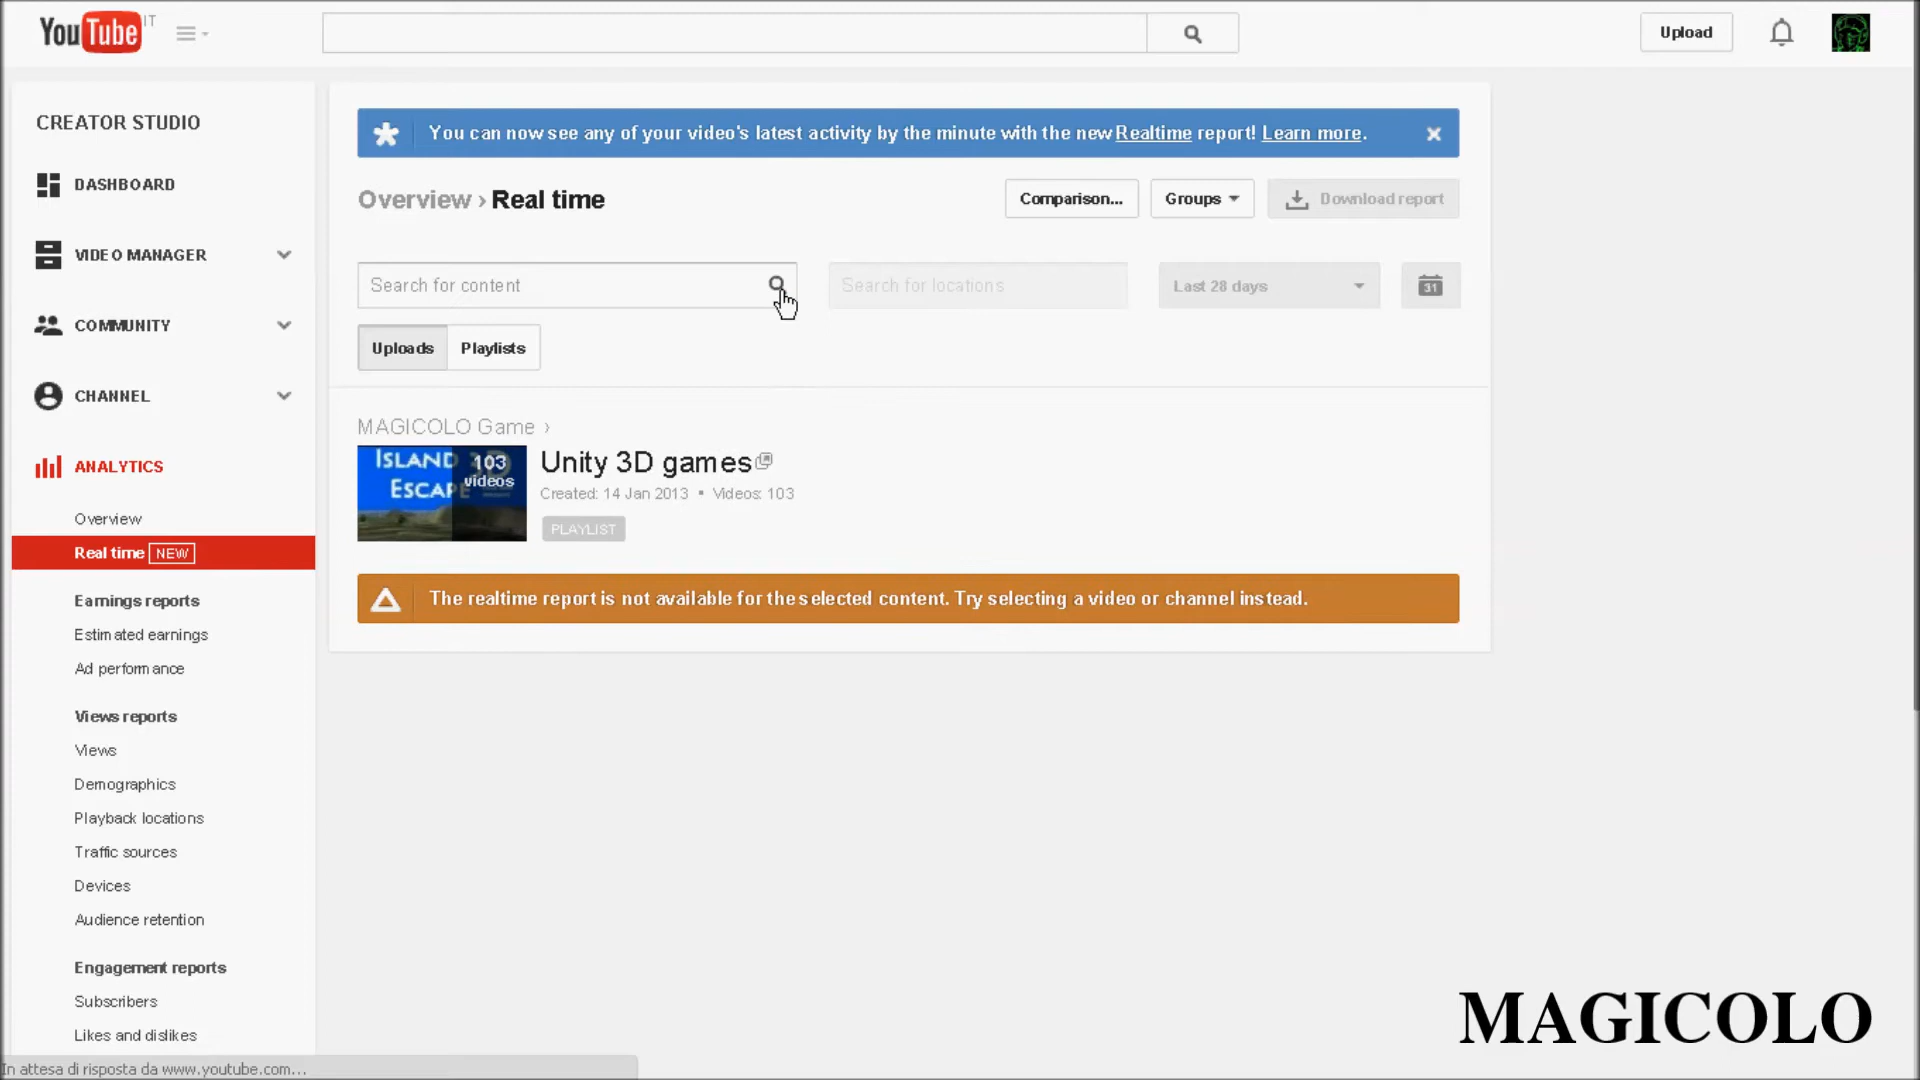 YouTube IT
Upload
CREATOR STUDIO
DASHBOARD
VIDEO MANAGER
COMMUNITY
CHANNEL
ANALYTICS
Overview
Real time NEW
Earnings reports
Estimated earnings
Ad performance
Views reports
Views
Demographics
Playback locations
Traffic sources
Devices
Audience retention
Engagement reports
Subscribers
Likes and dislikes
You can now see any of your video's latest activity by the minute with the new Realtime report! Learn more.
Overview › Real time
Comparison...
Groups
Download report
Search for content
Search for locations
Last 28 days
31
Uploads
Playlists
MAGICOLO Game ›
ISLAND 3D
ESCAPE
103
videos
Unity 3D games
Created: 14 Jan 2013 • Videos: 103
PLAYLIST
The realtime report is not available for the selected content. Try selecting a video or channel instead.
MAGICOLO
In attesa di risposta da www.youtube.com...